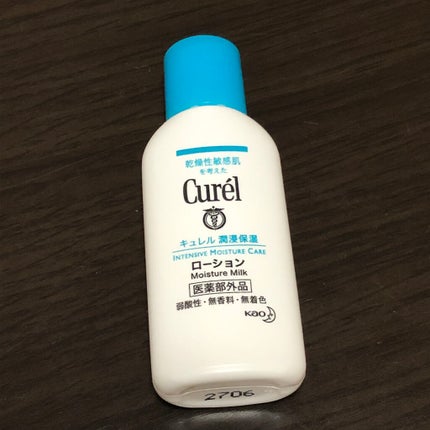 乾燥性敏感肌
を考えた
Curél
キュレル 潤浸保湿
INTENSIVE MOISTURE CARE
ローション
Moisture Milk
医薬部外品
弱酸性・無香料・無着色
Kao
2706